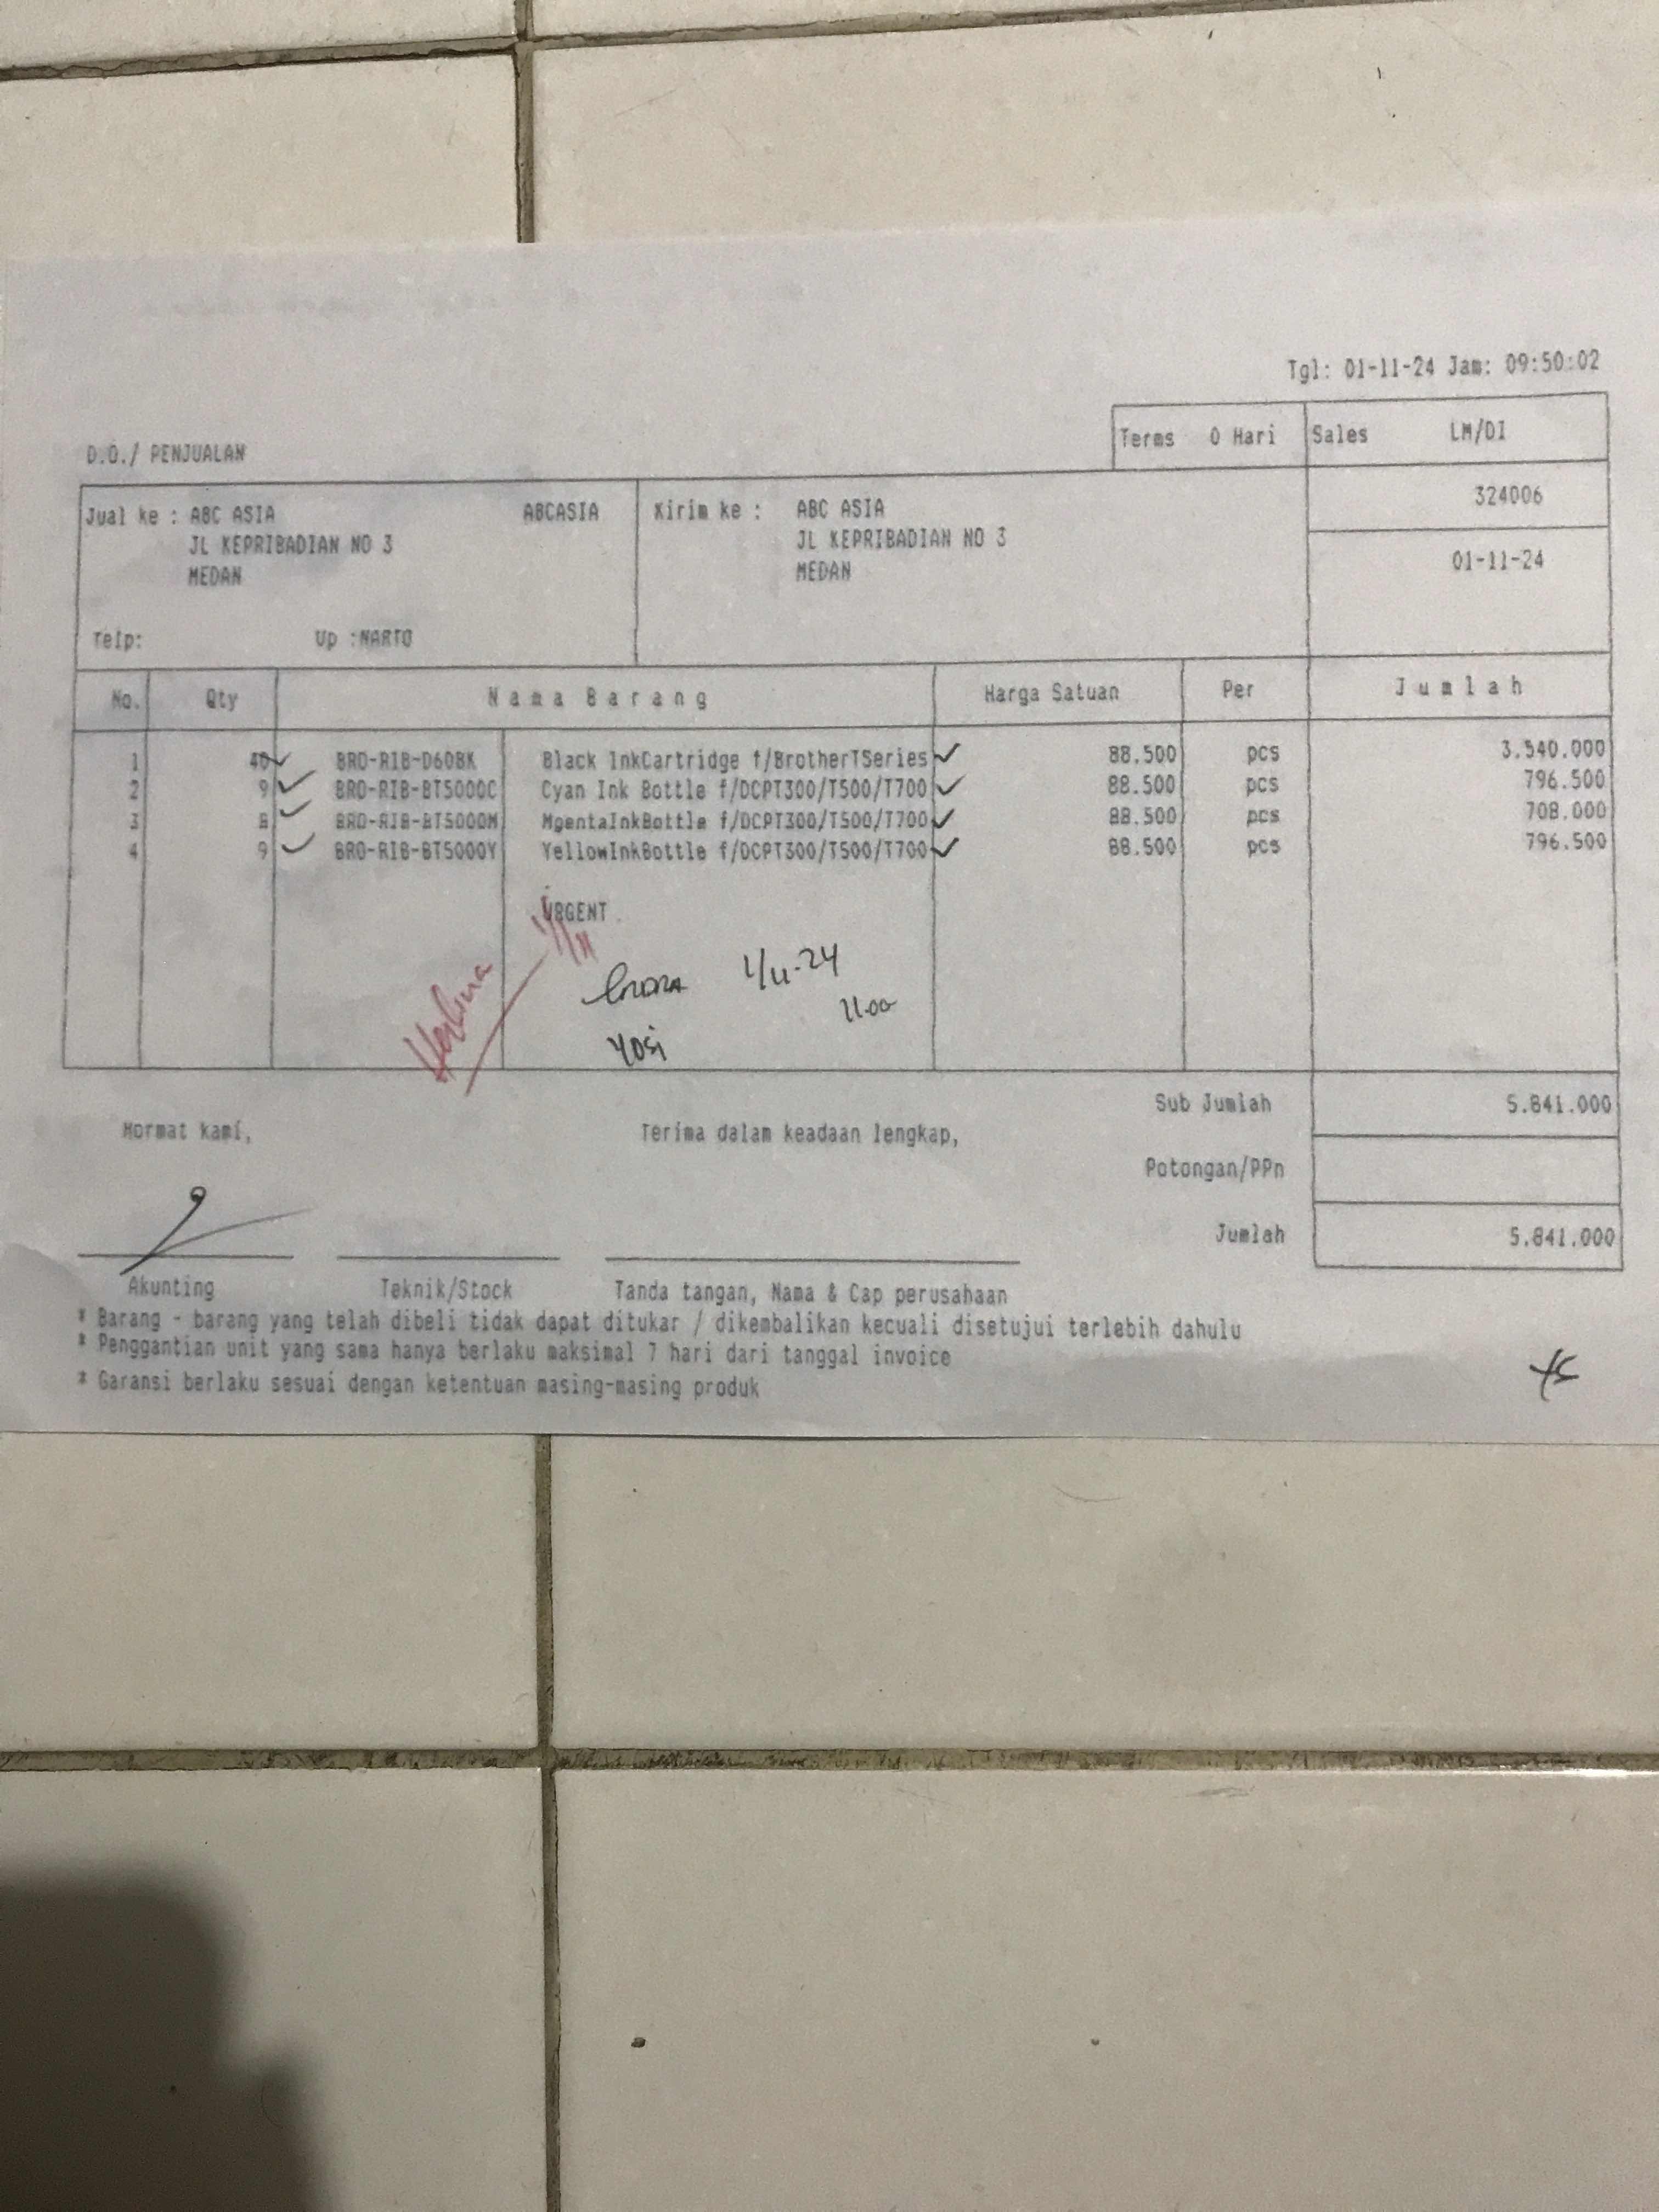 Tgl: 01-11-24 Jam: 09:50:02
Terms 0 Hari Sales LM/DI
D.O./ PENJUALAN
324006
01-11-24
Jual ke : ABC ASIA ABCASIA
JL KEPRIBADIAN NO 3
MEDAN
Telp: Up :NARTO
Kirim ke : ABC ASIA
JL KEPRIBADIAN NO 3
MEDAN
No. Qty Nama Barang Harga Satuan Per Jumlah
1 40 BRO-RIB-D60BK Black InkCartridge f/BrotherTSeries 88.500 pcs 3.540.000
2 9 BRO-RIB-BT5000C Cyan Ink Bottle f/DCPT300/T500/T700 88.500 pcs 796.500
3 8 BRO-RIB-BT5000M MgentaInkBottle f/DCPT300/T500/T700 88.500 pcs 708.000
4 9 BRO-RIB-BT5000Y YellowInkBottle f/DCPT300/T500/T700 88.500 pcs 796.500
URGENT
1/11
1/11-24
11.00
Yosi
Sub Jumlah 5.841.000
Hormat kami, Terima dalam keadaan lengkap,
Potongan/PPn
Jumlah 5.841.000
Akunting Teknik/Stock Tanda tangan, Nama & Cap perusahaan
* Barang - barang yang telah dibeli tidak dapat ditukar / dikembalikan kecuali disetujui terlebih dahulu
* Penggantian unit yang sama hanya berlaku maksimal 7 hari dari tanggal invoice
* Garansi berlaku sesuai dengan ketentuan masing-masing produk